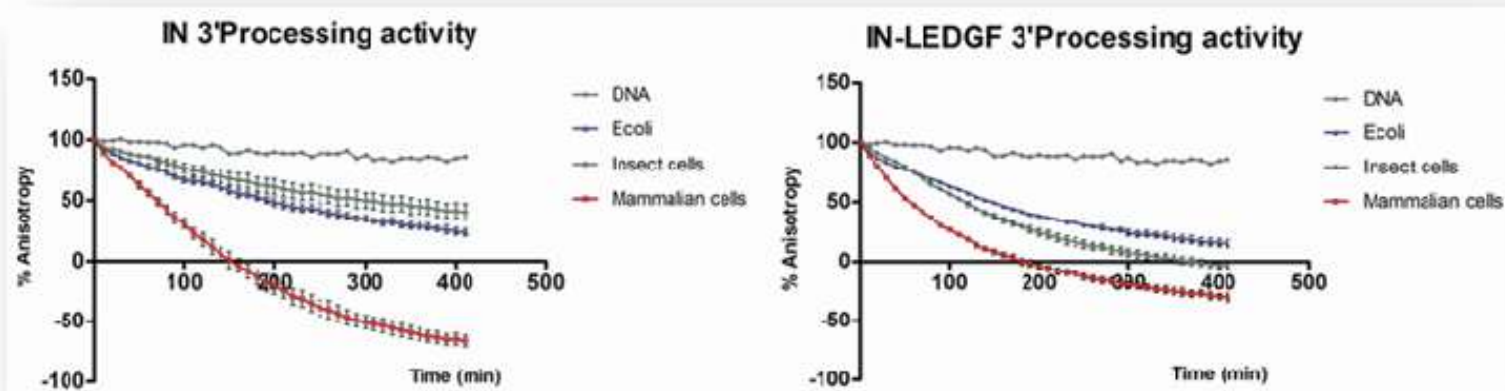 IN 3'Processing activity
% Anisotropy
150
100
50
0
-50
-100
100
200
300
400
500
Time (min)
DNA
Ecoli
Insect cells
Mammalian cells
IN-LEDGF 3'Processing activity
% Anisotropy
150
100
50
0
-50
-100
100
200
300
400
500
Time (min)
DNA
Ecoli
Insect cells
Mammalian cells